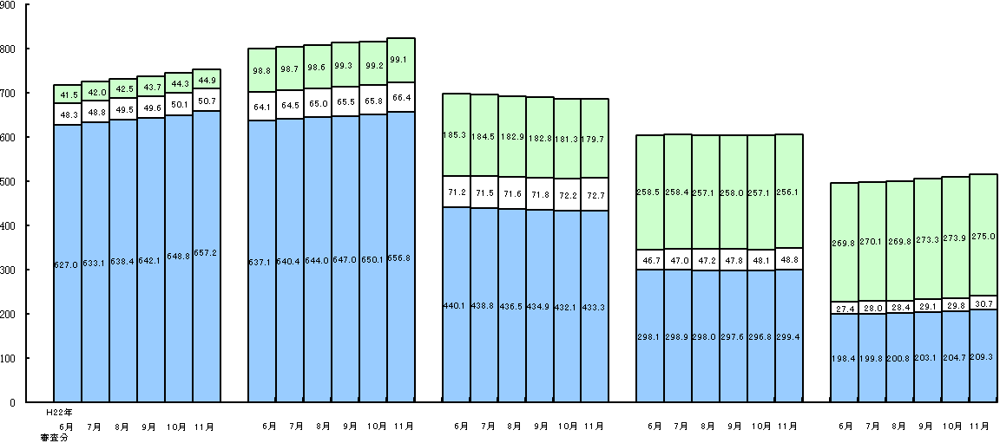 900
800
700
600
500
400
300
200
100
0
41.5 42.0 42.5 43.7 44.3 44.9
48.3 48.8 49.5 49.6 50.1 50.7
627.0 633.1 638.4 642.1 648.8 657.2
98.8 98.7 98.6 99.3 99.2 99.1
64.1 64.5 65.0 65.5 65.8 66.4
637.1 640.4 644.0 647.0 650.1 656.8
185.3 184.5 182.9 182.8 181.3 179.7
71.2 71.5 71.6 71.8 72.2 72.7
440.1 438.8 436.5 434.9 432.1 433.3
258.5 258.4 257.1 258.0 257.1 256.1
46.7 47.0 47.2 47.8 48.1 48.8
298.1 298.9 298.0 297.6 296.8 299.4
269.8 270.1 269.8 273.3 273.9 275.0
27.4 28.0 28.4 29.1 29.8 30.7
198.4 199.8 200.8 203.1 204.7 209.3
H22年
6月 7月 8月 9月 10月 11月 6月 7月 8月 9月 10月 11月 6月 7月 8月 9月 10月 11月 6月 7月 8月 9月 10月 11月 6月 7月 8月 9月 10月 11月
審査分